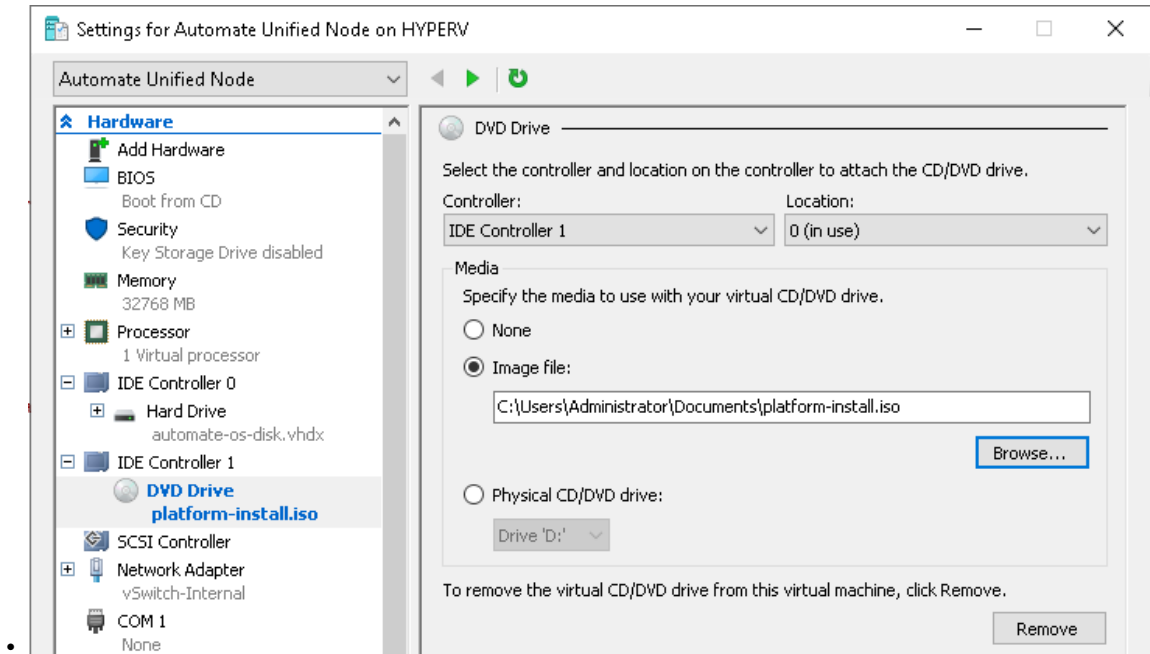 Settings for Automate Unified Node on HYPERV
Automate Unified Node
Hardware
Add Hardware
BIOS
Boot from CD
Security
Key Storage Drive disabled
Memory
32768 MB
Processor
1 Virtual processor
IDE Controller 0
Hard Drive
automate-os-disk.vhdx
IDE Controller 1
DVD Drive
platform-install.iso
SCSI Controller
Network Adapter
vSwitch-Internal
COM 1
None
DVD Drive
Select the controller and location on the controller to attach the CD/DVD drive.
Controller:
Location:
IDE Controller 1
0 (in use)
Media
Specify the media to use with your virtual CD/DVD drive.
None
Image file:
C:\Users\Administrator\Documents\platform-install.iso
Browse...
Physical CD/DVD drive:
Drive 'D:'
To remove the virtual CD/DVD drive from this virtual machine, click Remove.
Remove